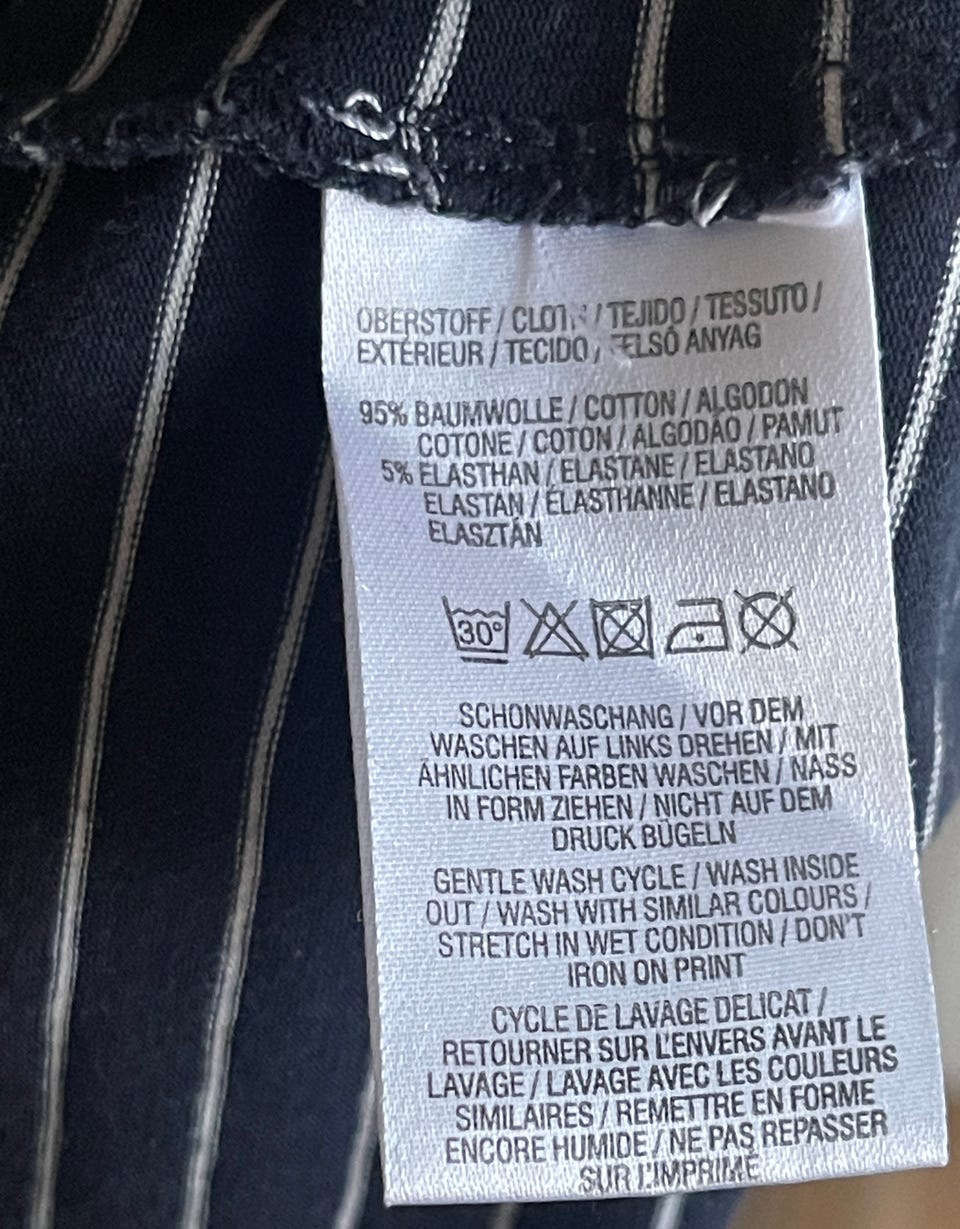 OBERSTOFF / CLOTH / TEJIDO / TESSUTO /
EXTÉRIEUR / TECIDO / FELSŐ ANYAG
95% BAUMWOLLE / COTTON / ALGODON
COTONE / COTON / ALGODÃO / PAMUT
5% ELASTHAN / ELASTANE / ELASTANO
ELASTAN / ÉLASTHANNE / ELASTANO
ELASZTÁN
30°
SCHONWASCHANG / VOR DEM
WASCHEN AUF LINKS DREHEN / MIT
ÄHNLICHEN FARBEN WASCHEN / NASS
IN FORM ZIEHEN / NICHT AUF DEM
DRUCK BÜGELN
GENTLE WASH CYCLE / WASH INSIDE
OUT / WASH WITH SIMILAR COLOURS /
STRETCH IN WET CONDITION / DON'T
IRON ON PRINT
CYCLE DE LAVAGE DELICAT /
RETOURNER SUR L'ENVERS AVANT LE
LAVAGE / LAVAGE AVEC LES COULEURS
SIMILAIRES / REMETTRE EN FORME
ENCORE HUMIDE / NE PAS REPASSER
SUR L'IMPRIMÉ